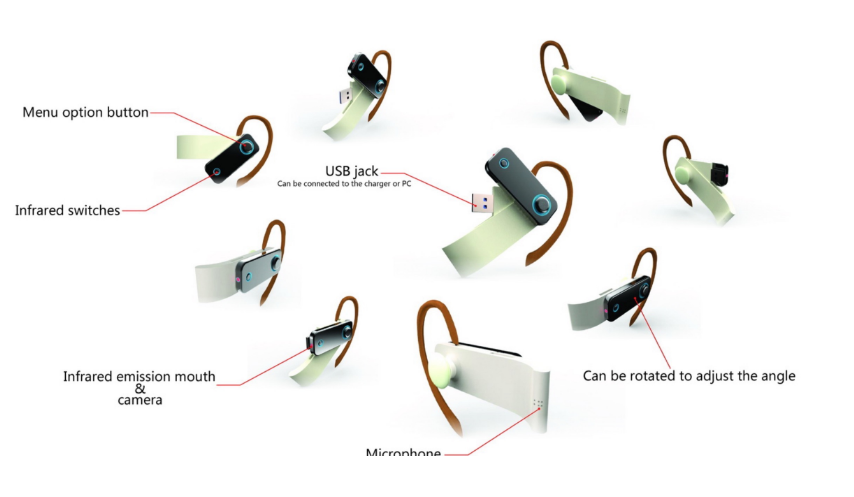 Menu option button
USB jack
Can be connected to the charger or PC
Infrared switches
Infrared emission mouth
&
camera
Can be rotated to adjust the angle
Microphone